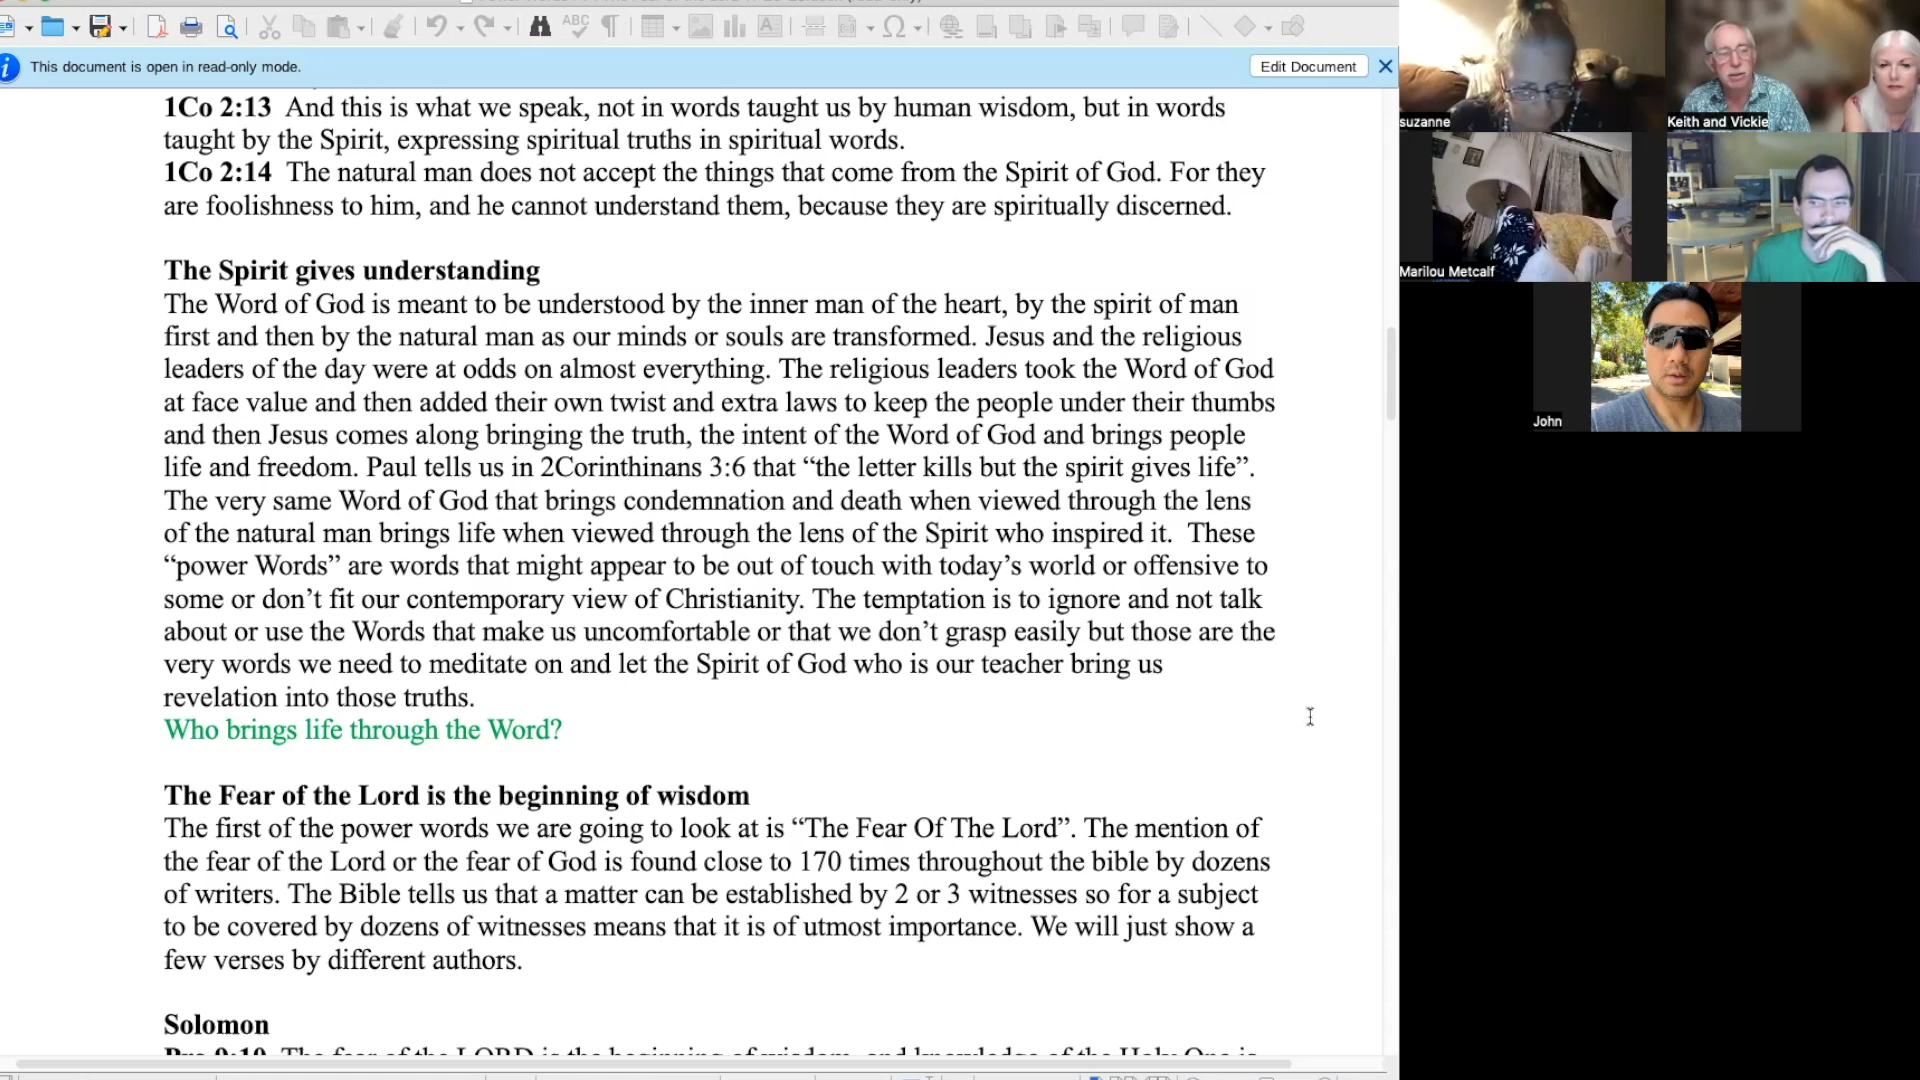 This document is open in read-only mode.
Edit Document
1Co 2:13 And this is what we speak, not in words taught us by human wisdom, but in words
taught by the Spirit, expressing spiritual truths in spiritual words.
1Co 2:14 The natural man does not accept the things that come from the Spirit of God. For they
are foolishness to him, and he cannot understand them, because they are spiritually discerned.
The Spirit gives understanding
The Word of God is meant to be understood by the inner man of the heart, by the spirit of man
first and then by the natural man as our minds or souls are transformed. Jesus and the religious
leaders of the day were at odds on almost everything. The religious leaders took the Word of God
at face value and then added their own twist and extra laws to keep the people under their thumbs
and then Jesus comes along bringing the truth, the intent of the Word of God and brings people
life and freedom. Paul tells us in 2Corinthinans 3:6 that “the letter kills but the spirit gives life”.
The very same Word of God that brings condemnation and death when viewed through the lens
of the natural man brings life when viewed through the lens of the Spirit who inspired it.  These
“power Words” are words that might appear to be out of touch with today’s world or offensive to
some or don’t fit our contemporary view of Christianity. The temptation is to ignore and not talk
about or use the Words that make us uncomfortable or that we don’t grasp easily but those are the
very words we need to meditate on and let the Spirit of God who is our teacher bring us
revelation into those truths.
Who brings life through the Word?
The Fear of the Lord is the beginning of wisdom
The first of the power words we are going to look at is “The Fear Of The Lord”. The mention of
the fear of the Lord or the fear of God is found close to 170 times throughout the bible by dozens
of writers. The Bible tells us that a matter can be established by 2 or 3 witnesses so for a subject
to be covered by dozens of witnesses means that it is of utmost importance. We will just show a
few verses by different authors.
Solomon
Pro 9:10 The fear of the LORD is the beginning of wisdom, and knowledge of the Holy One is
suzanne
Keith and Vickie
Marilou Metcalf
John